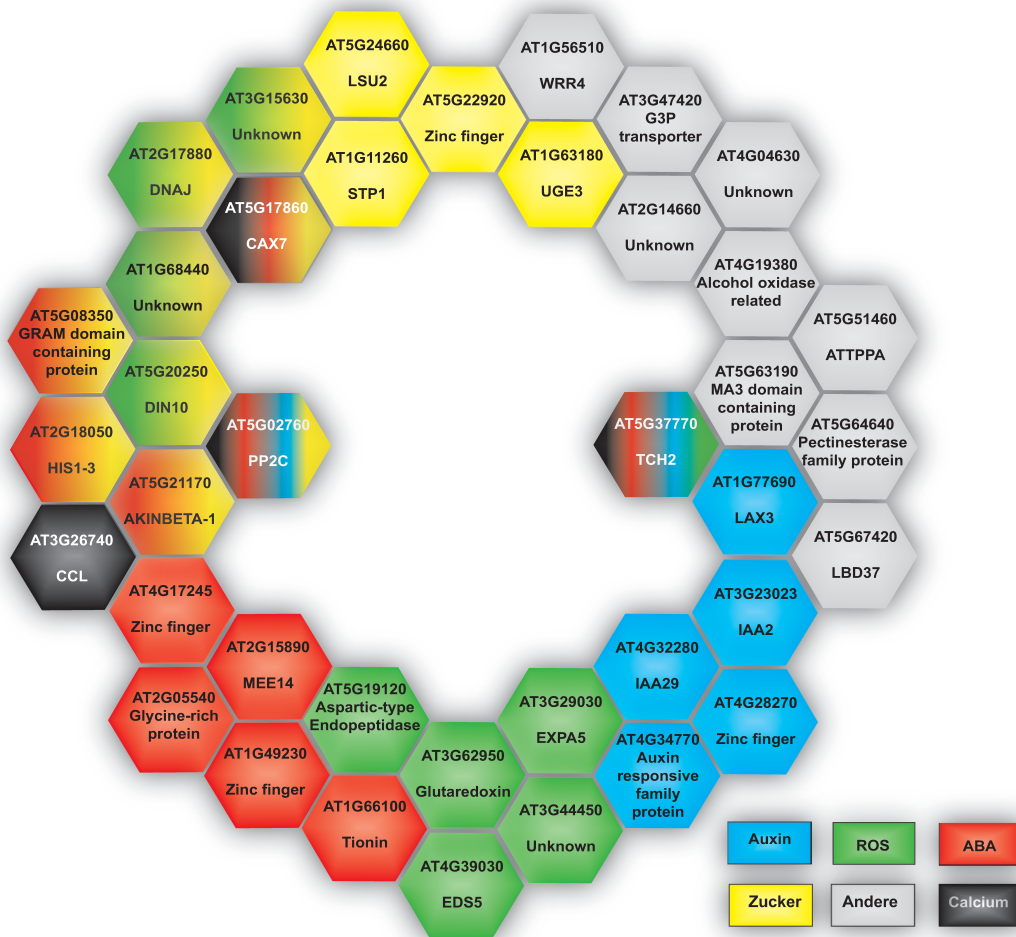 AT5G24660
LSU2
AT1G56510
WRR4
AT3G15630
Unknown
AT5G22920
Zinc finger
AT3G47420
G3P
transporter
AT2G17880
DNAJ
AT1G11260
STP1
AT1G63180
UGE3
AT4G04630
Unknown
AT5G17860
CAX7
AT2G14660
Unknown
AT1G68440
Unknown
AT4G19380
Alcohol oxidase
related
AT5G08350
GRAM domain
containing
protein
AT5G51460
ATTPPA
AT5G20250
DIN10
AT5G63190
MA3 domain
containing
protein
AT2G18050
HIS1-3
AT5G02760
PP2C
AT5G37770
TCH2
AT5G64640
Pectinesterase
family protein
AT5G21170
AKINBETA-1
AT1G77690
LAX3
AT3G26740
CCL
AT5G67420
LBD37
AT4G17245
Zinc finger
AT3G23023
IAA2
AT2G15890
MEE14
AT4G32280
IAA29
AT2G05540
Glycine-rich
protein
AT5G19120
Aspartic-type
Endopeptidase
AT3G29030
EXPA5
AT4G28270
Zinc finger
AT1G49230
Zinc finger
AT3G62950
Glutaredoxin
AT4G34770
Auxin
responsive
family
protein
AT1G66100
Tionin
AT3G44450
Unknown
AT4G39030
EDS5
Auxin
ROS
ABA
Zucker
Andere
Calcium